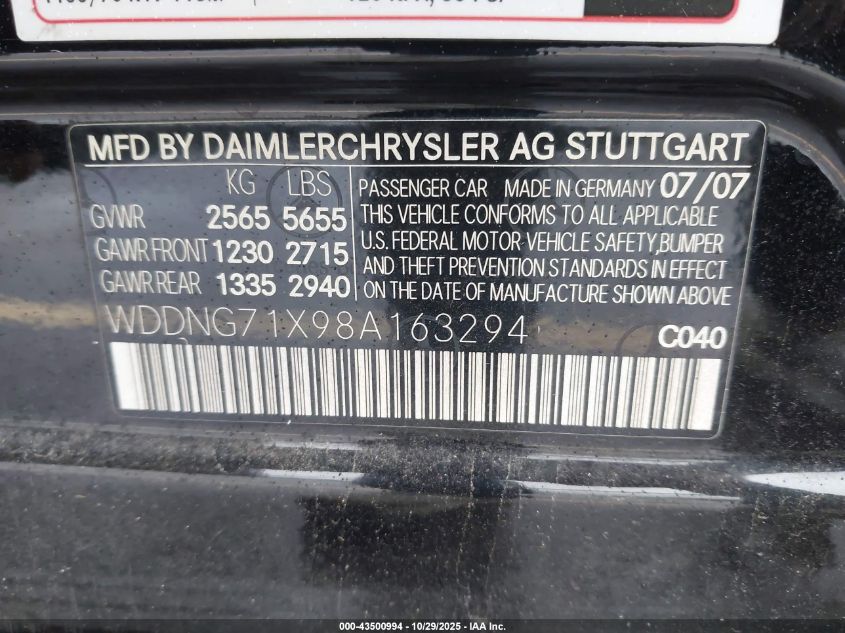 MFD BY DAIMLERCHRYSLER AG STUTTGART
KG LBS
GVWR 2565 5655
GAWR FRONT 1230 2715
GAWR REAR 1335 2940
PASSENGER CAR MADE IN GERMANY 07/07
THIS VEHICLE CONFORMS TO ALL APPLICABLE
U.S. FEDERAL MOTOR VEHICLE SAFETY, BUMPER
AND THEFT PREVENTION STANDARDS IN EFFECT
ON THE DATE OF MANUFACTURE SHOWN ABOVE
WDDNG71X98A163294
C040
000-43500994 | 10/29/2025 - IAA Inc.